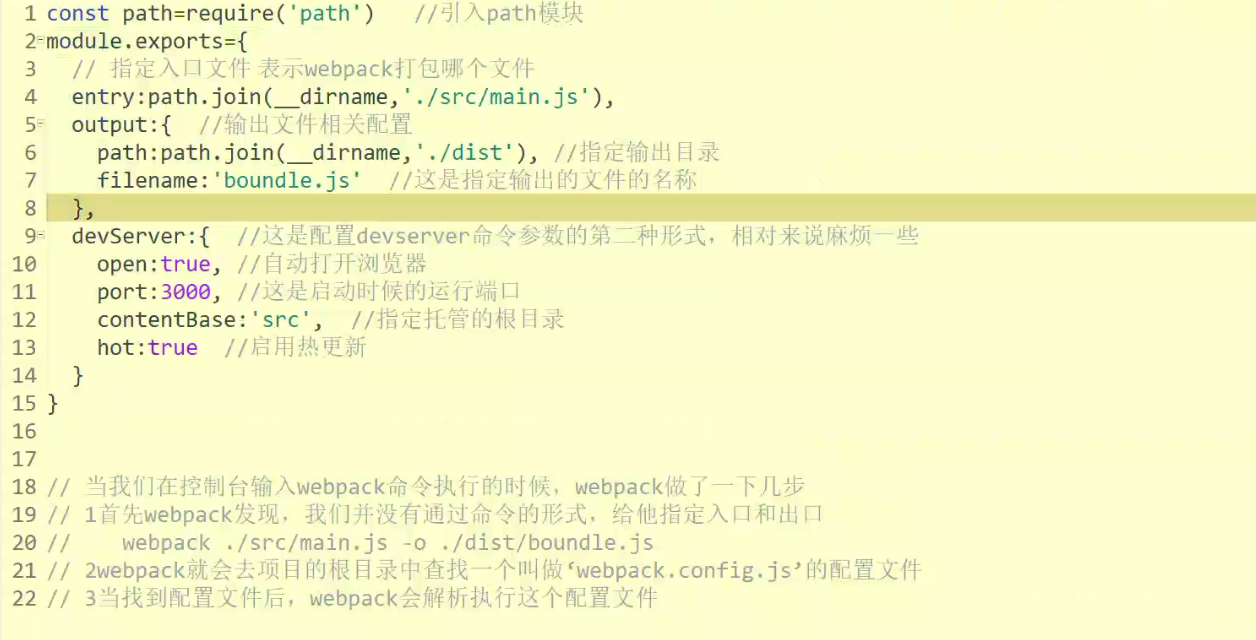 1 const path=require('path')   //引入path模块
2 module.exports={
3   // 指定入口文件 表示webpack打包哪个文件
4   entry:path.join(__dirname,'./src/main.js'),
5   output:{  //输出文件相关配置
6     path:path.join(__dirname,'./dist'), //指定输出目录
7     filename:'boundle.js'  //这是指定输出的文件的名称
8   },
9   devServer:{  //这是配置devserver命令参数的第二种形式，相对来说麻烦一些
10     open:true, //自动打开浏览器
11     port:3000, //这是启动时候的运行端口
12     contentBase:'src',  //指定托管的根目录
13     hot:true  //启用热更新
14   }
15 }
16
17
18 // 当我们在控制台输入webpack命令执行的时候，webpack做了一下几步
19 // 1首先webpack发现，我们并没有通过命令的形式，给他指定入口和出口
20 //    webpack ./src/main.js -o ./dist/boundle.js
21 // 2webpack就会去项目的根目录中查找一个叫做‘webpack.config.js’的配置文件
22 // 3当找到配置文件后，webpack会解析执行这个配置文件